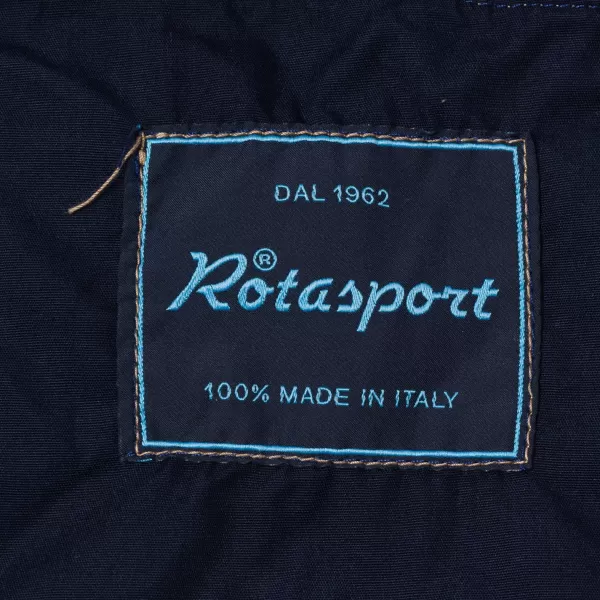 DAL 1962
Rotasport®
100% MADE IN ITALY